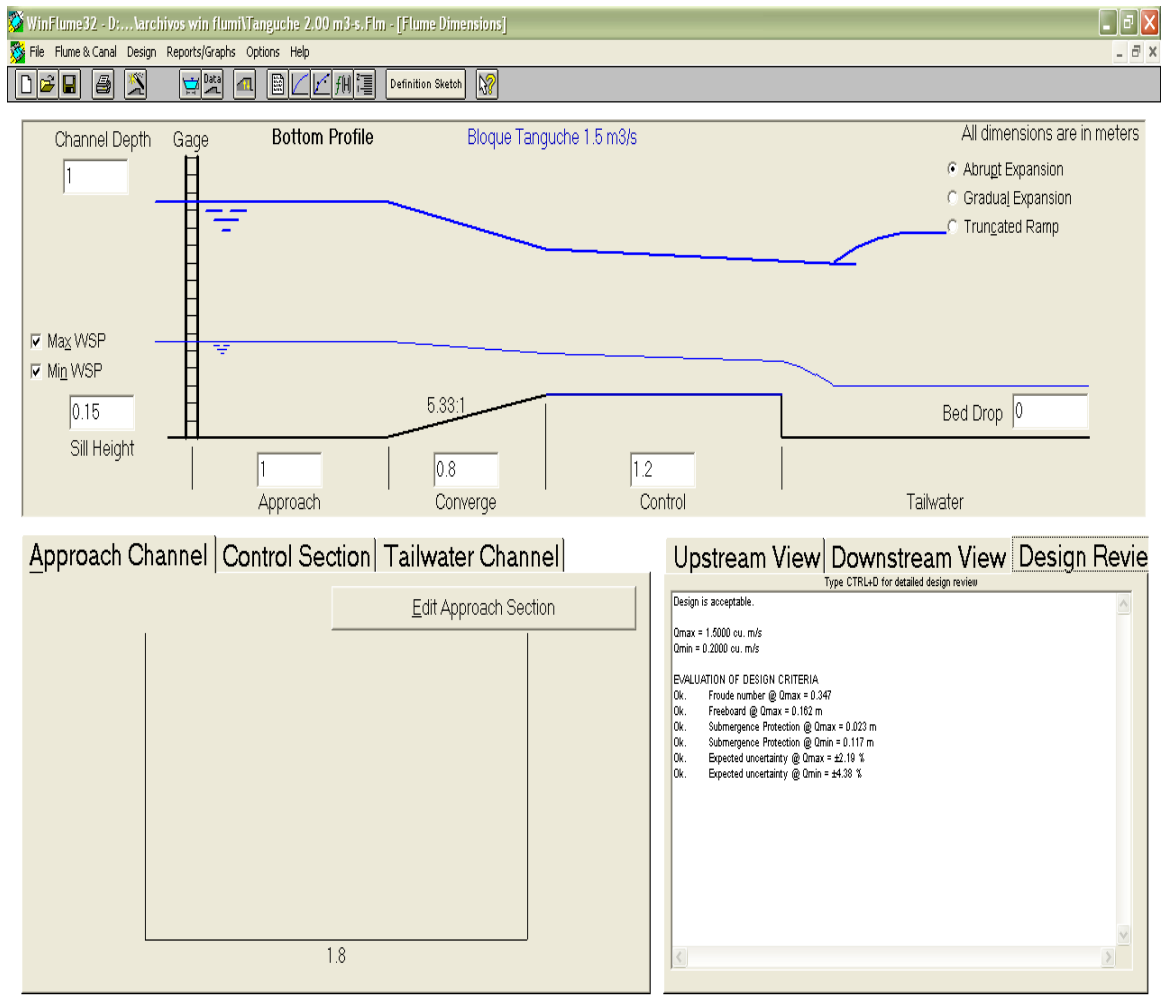 WinFlume32 - D:...\archivos win flumi\Tanguche 2.00 m3-s.Flm - [Flume Dimensions]
File Flume & Canal Design Reports/Graphs Options Help
Data
fH
Definition Sketch
Channel Depth Gage Bottom Profile Bloque Tanguche 1.5 m3/s All dimensions are in meters
1
Abrupt Expansion
Gradual Expansion
Truncated Ramp
Max WSP
Min WSP
0.15
Sill Height
5.33:1
Bed Drop 0
1 0.8 1.2
Approach Converge Control Tailwater
Approach Channel Control Section Tailwater Channel
Edit Approach Section
1.8
Upstream View Downstream View Design Revie
Type CTRL+D for detailed design review
Design is acceptable.
Qmax = 1.5000 cu. m/s
Qmin = 0.2000 cu. m/s
EVALUATION OF DESIGN CRITERIA
Ok. Froude number @ Qmax = 0.347
Ok. Freeboard @ Qmax = 0.162 m
Ok. Submergence Protection @ Qmax = 0.023 m
Ok. Submergence Protection @ Qmin = 0.117 m
Ok. Expected uncertainty @ Qmax = ±2.19 %
Ok. Expected uncertainty @ Qmin = ±4.38 %